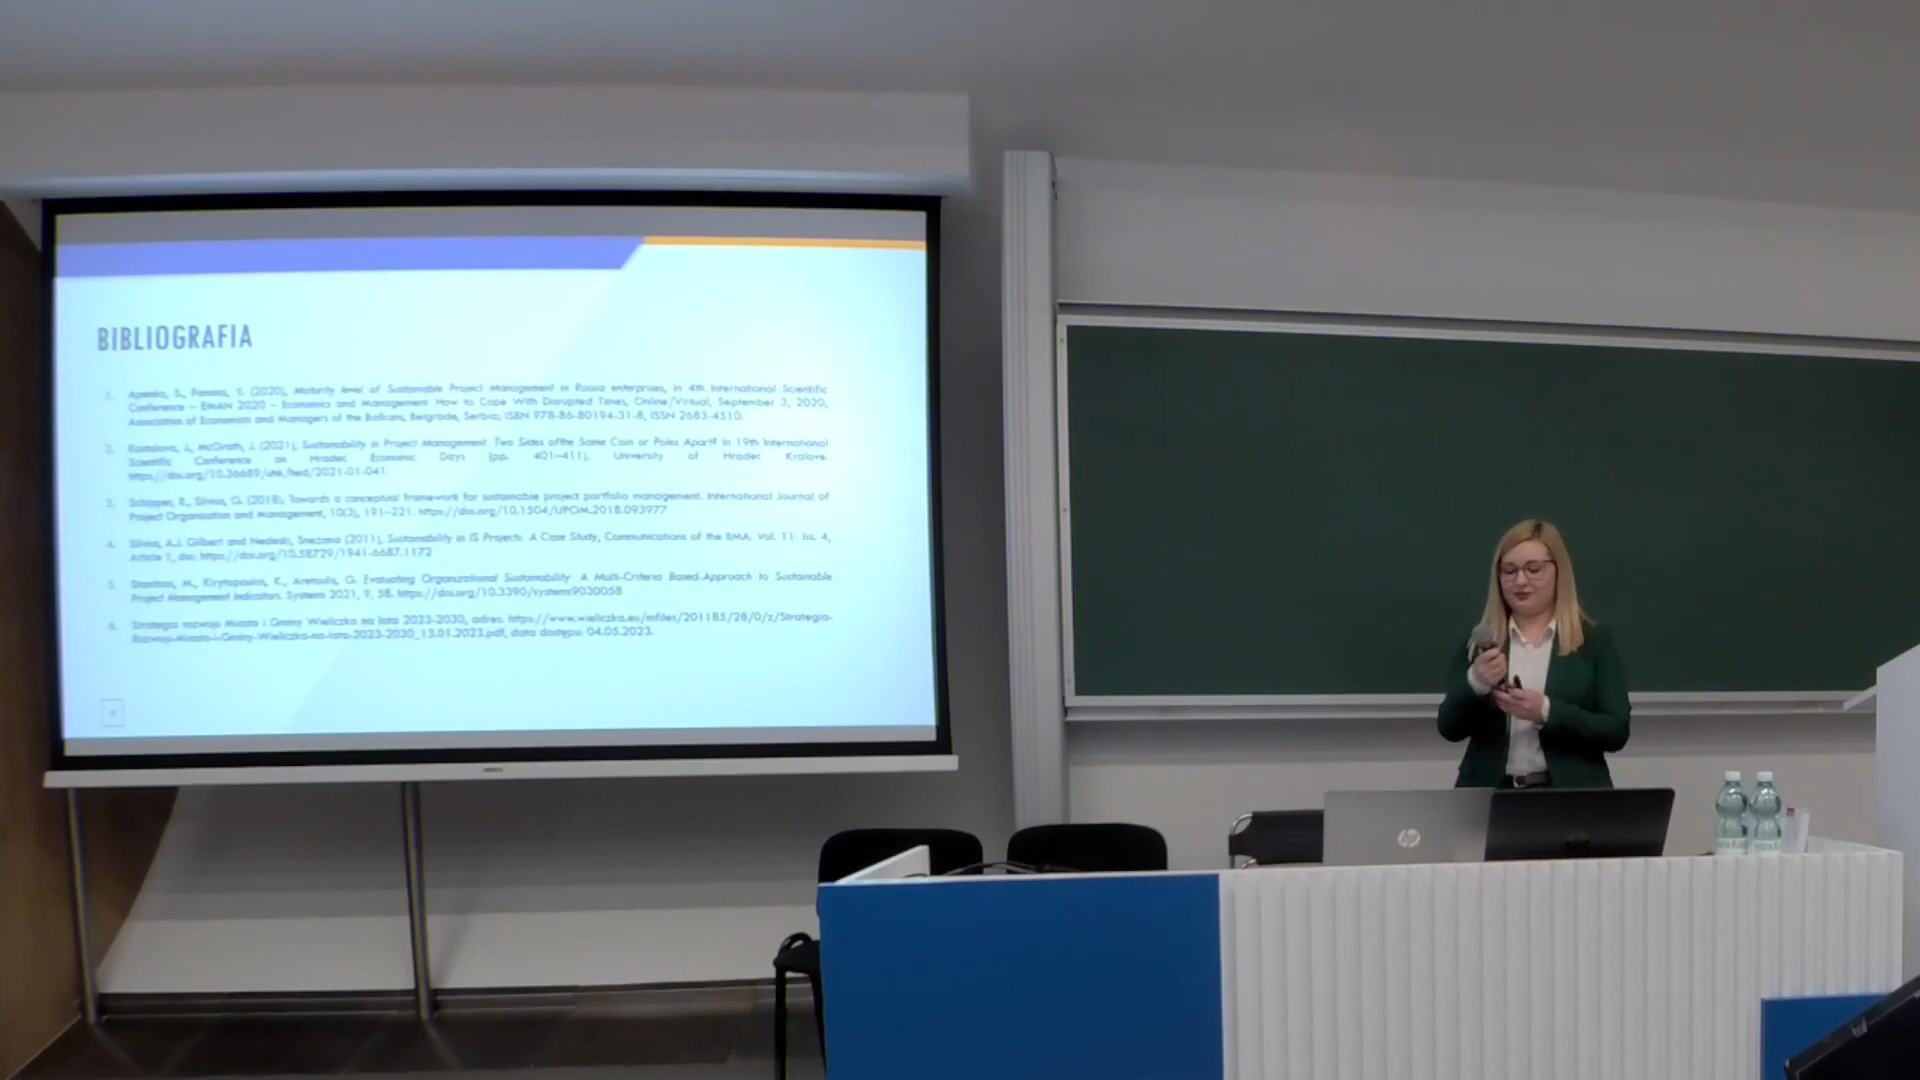 BIBLIOGRAFIA
1. Apenko, S., Fomina, Y. (2020), Maturity level of Sustainable Project Management in Russia enterprises, in 4th International Scientific
Conference – EMAN 2020 – Economics and Management: How to Cope With Disrupted Times, Online/Virtual, September 3, 2020,
Association of Economists and Managers of the Balkans, Belgrade, Serbia; ISBN 978-86-80194-31-8, ISSN 2683-4510.
2. J., McGrath, J. (2021), Sustainability in Project Management: Two Sides ofthe Same Coin or Poles Apart? In 19th International
Scientific Conference on Hradec Economic Days (pp. 401–411). University of Hradec Kralove.
https://doi.org/10.36689/uhk/hed/2021-01-041.
3. Schipper, R., Silvius, G. (2018). Towards a conceptual framework for sustainable project portfolio management. International Journal of
Project Organisation and Management, 10(3), 191–221. https://doi.org/10.1504/IJPOM.2018.093977
4. Silvius, A.J. Gilbert and Nedeski, Snezana (2011), Sustainability in IS Projects: A Case Study, Communications of the IIMA: Vol. 11: Iss. 4,
Article 1, doi: https://doi.org/10.58729/1941-6687.1172
5. M., Kirytopoulos, K., Aretoulis, G. Evaluating Organizational Sustainability: A Multi-Criteria Based-Approach to Sustainable
Project Management Indicators. Systems 2021, 9, 58. https://doi.org/10.3390/systems9030058
6. Strategia rozwoju Miasta i Gminy Wieliczka na lata 2023-2030, adres: https://www.wieliczka.eu/mfiles/201185/28/0/z/Strategia-
Rozwoju-Miasta-i-Gminy-Wieliczka-na-lata-2023-2030_13.01.2023.pdf, data dostępu: 04.05.2023.
hp